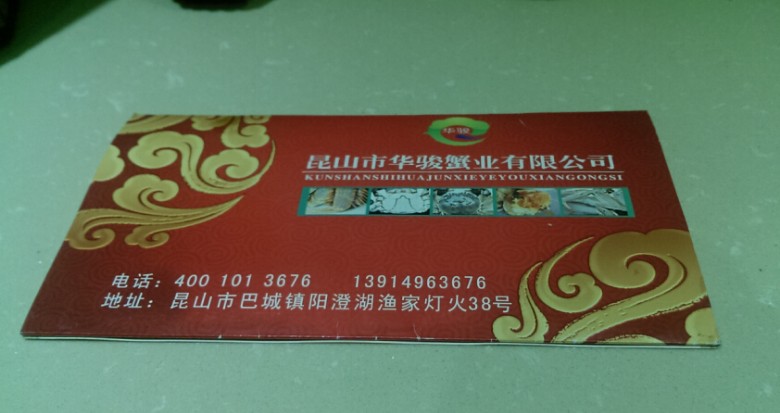 华骏
昆山市华骏蟹业有限公司
KUNSHANSHIHUAJUNXIEYEYOUXIANGONGSI
电话：400 101 3676 13914963676
地址：昆山市巴城镇阳澄湖渔家灯火38号